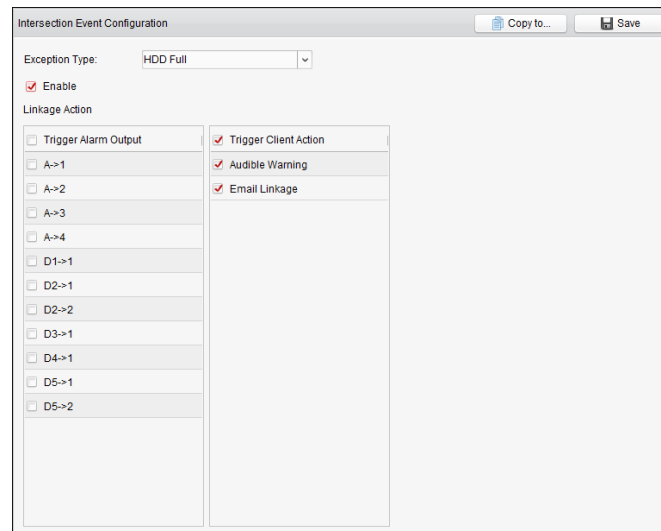 Intersection Event Configuration
Copy to...
Save
Exception Type:
HDD Full
Enable
Linkage Action
Trigger Alarm Output
Trigger Client Action
A->1
Audible Warning
A->2
Email Linkage
A->3
A->4
D1->1
D2->1
D2->2
D3->1
D4->1
D5->1
D5->2